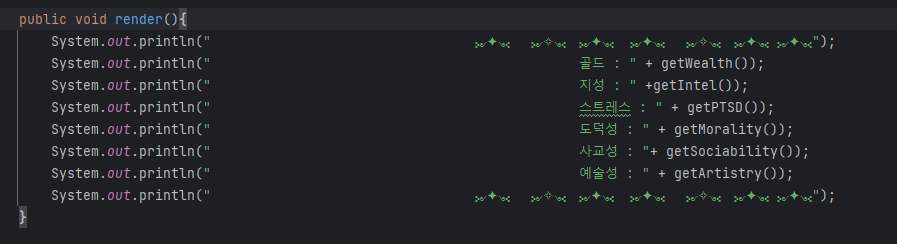 public void render(){
System.out.println("                                 ⊱✦⊰   ⊱✧⊰  ⊱✦⊰  ⊱✦⊰   ⊱✧⊰  ⊱✦⊰ ⊱✦⊰");
System.out.println("                                              골드 : " + getWealth());
System.out.println("                                              지성 : " +getIntel());
System.out.println("                                              스트레스 : " + getPTSD());
System.out.println("                                              도덕성 : " + getMorality());
System.out.println("                                              사교성 : "+ getSociability());
System.out.println("                                              예술성 : " + getArtistry());
System.out.println("                                 ⊱✦⊰   ⊱✧⊰  ⊱✦⊰  ⊱✦⊰   ⊱✧⊰  ⊱✦⊰ ⊱✦⊰");
}